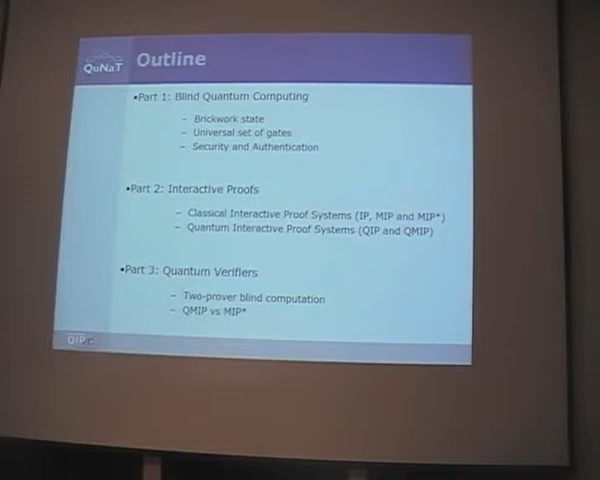 QuNaT
Outline
•Part 1: Blind Quantum Computing
– Brickwork state
– Universal set of gates
– Security and Authentication
•Part 2: Interactive Proofs
– Classical Interactive Proof Systems (IP, MIP and MIP*)
– Quantum Interactive Proof Systems (QIP and QMIP)
•Part 3: Quantum Verifiers
– Two-prover blind computation
– QMIP vs MIP*